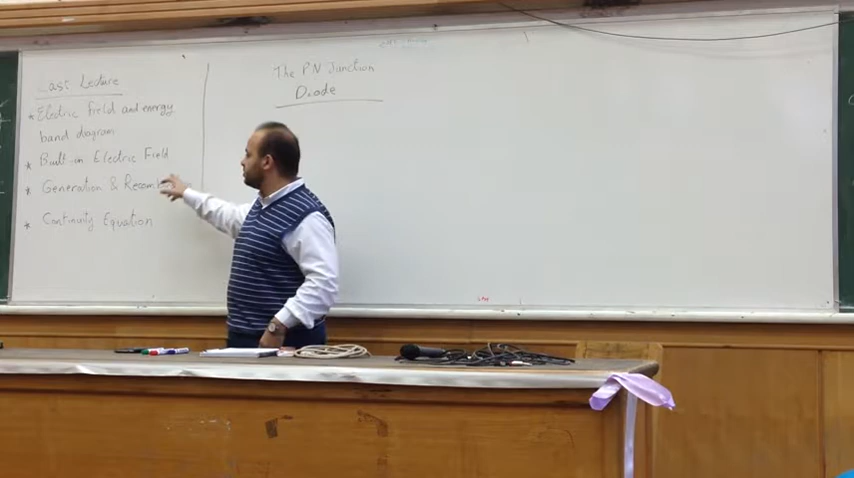 Last Lecture
* Electric Field and energy
band diagram
* Built-in Electric Field
* Generation & Recom
* Continuity Equation
The PN Junction
Diode